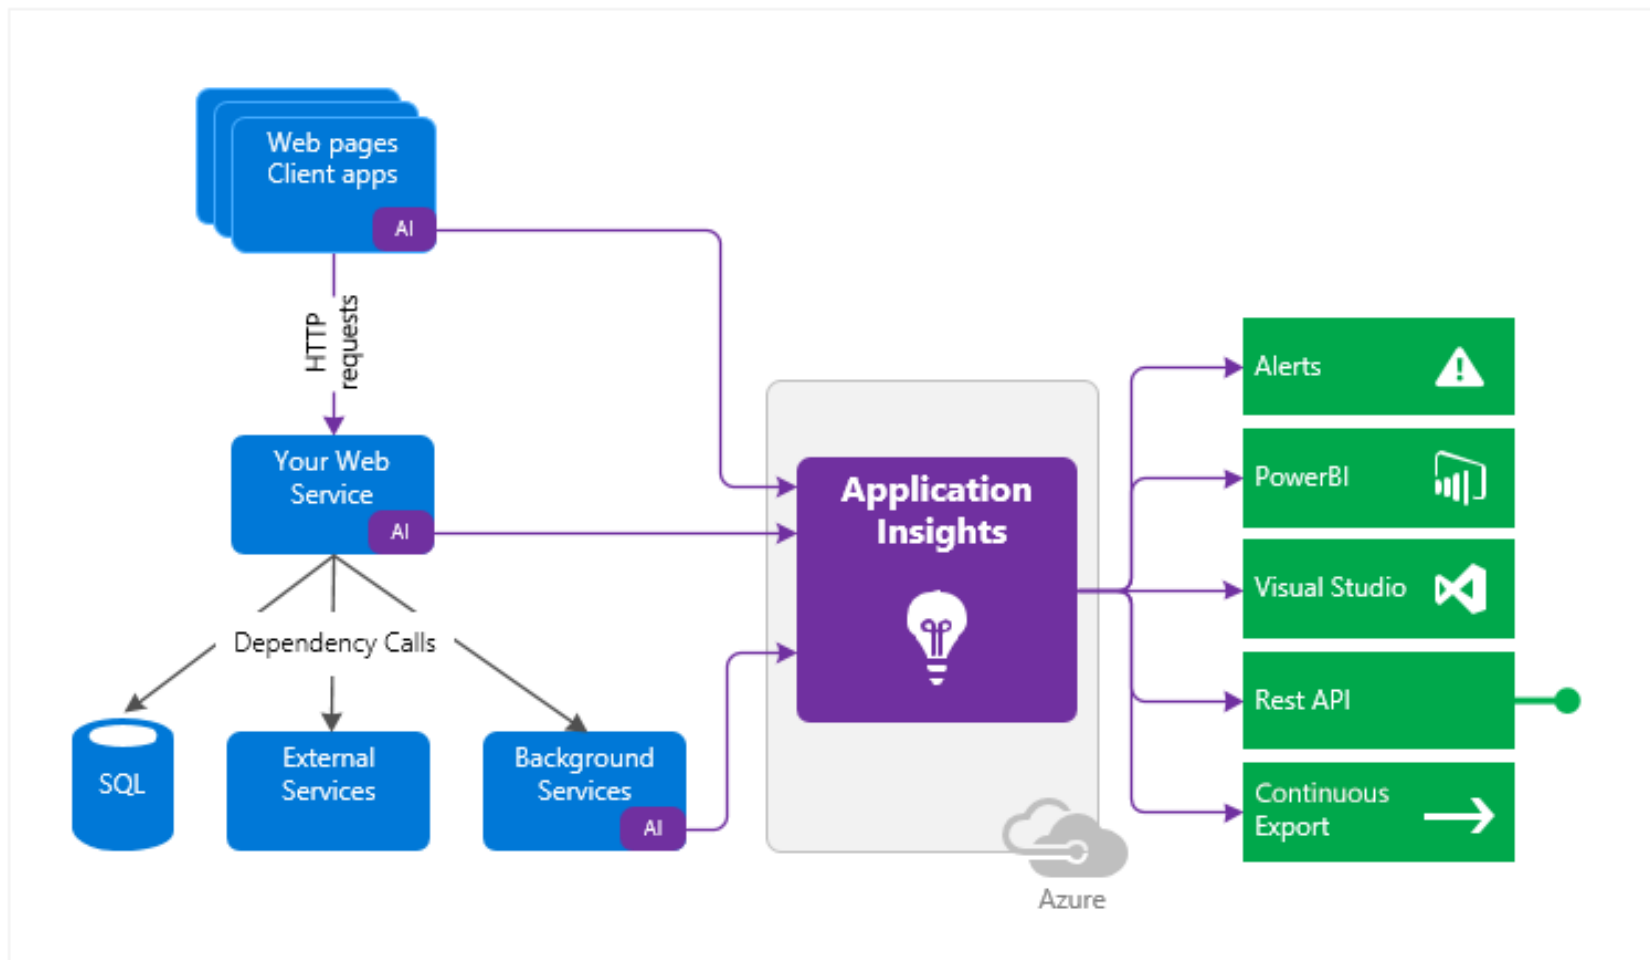 Web pages
Client apps
AI
HTTP
requests
Your Web
Service
AI
Dependency Calls
SQL
External
Services
Background
Services
AI
Application
Insights
Azure
Alerts
PowerBI
Visual Studio
Rest API
Continuous
Export